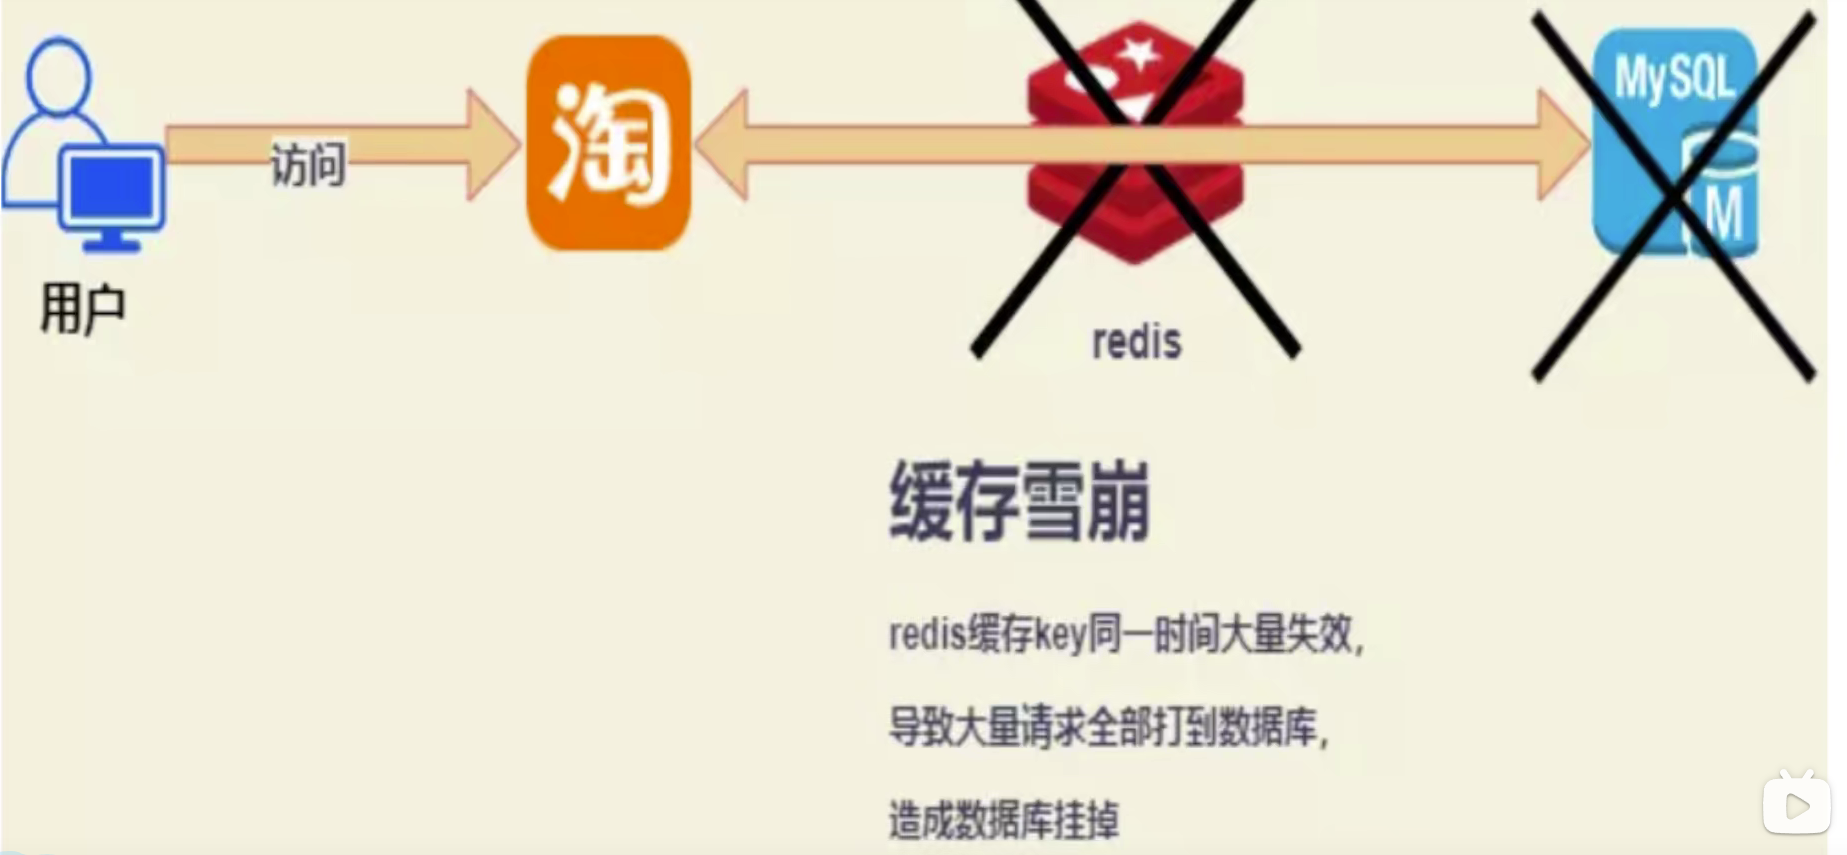 访问
淘
MySQL
M
用户
redis
缓存雪崩
redis缓存key同一时间大量失效，
导致大量请求全部打到数据库，
造成数据库挂掉